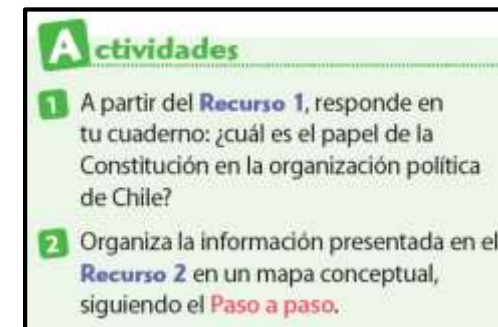 Actividades
1 A partir del Recurso 1, responde en
tu cuaderno: ¿cuál es el papel de la
Constitución en la organización política
de Chile?
2 Organiza la información presentada en el
Recurso 2 en un mapa conceptual,
siguiendo el Paso a paso.